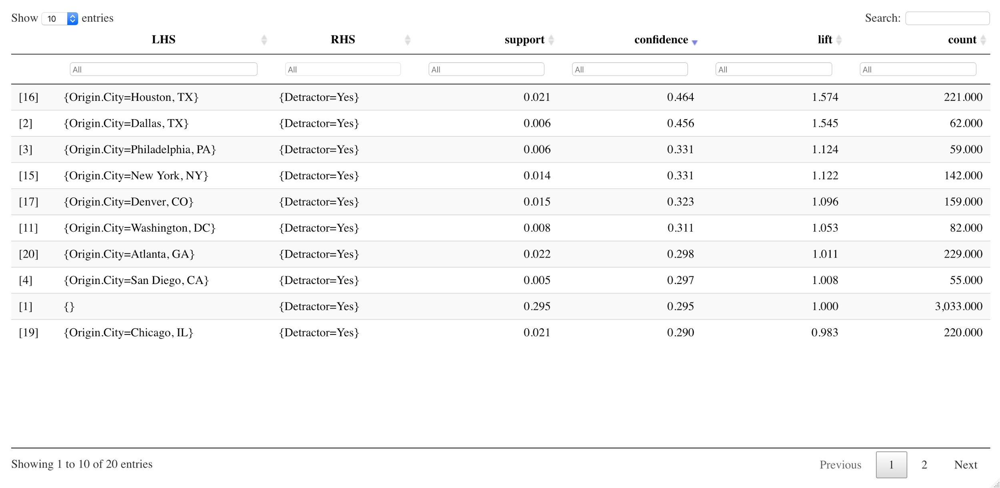 Show 10 entries Search:
LHS RHS support confidence lift count
All All All All All All
[16] {Origin.City=Houston, TX} {Detractor=Yes} 0.021 0.464 1.574 221.000
[2] {Origin.City=Dallas, TX} {Detractor=Yes} 0.006 0.456 1.545 62.000
[3] {Origin.City=Philadelphia, PA} {Detractor=Yes} 0.006 0.331 1.124 59.000
[15] {Origin.City=New York, NY} {Detractor=Yes} 0.014 0.331 1.122 142.000
[17] {Origin.City=Denver, CO} {Detractor=Yes} 0.015 0.323 1.096 159.000
[11] {Origin.City=Washington, DC} {Detractor=Yes} 0.008 0.311 1.053 82.000
[20] {Origin.City=Atlanta, GA} {Detractor=Yes} 0.022 0.298 1.011 229.000
[4] {Origin.City=San Diego, CA} {Detractor=Yes} 0.005 0.297 1.008 55.000
[1] {} {Detractor=Yes} 0.295 0.295 1.000 3,033.000
[19] {Origin.City=Chicago, IL} {Detractor=Yes} 0.021 0.290 0.983 220.000
Showing 1 to 10 of 20 entries Previous 1 2 Next